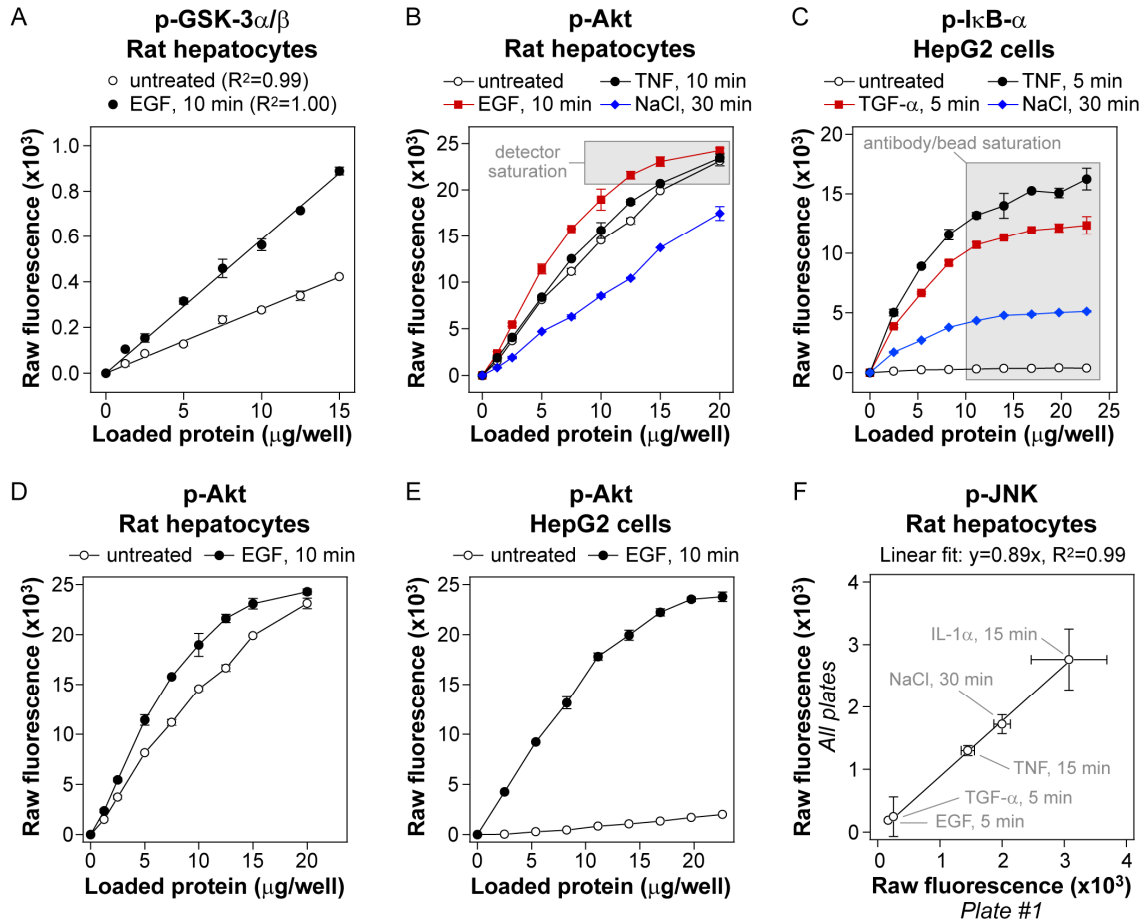 A
p-GSK-3α/β
Rat hepatocytes
untreated (R²=0.99)
EGF, 10 min (R²=1.00)
Raw fluorescence (x10³)
1.0
0.8
0.6
0.4
0.2
0.0
0 5 10 15
Loaded protein (μg/well)
B
p-Akt
Rat hepatocytes
untreated TNF, 10 min
EGF, 10 min NaCl, 30 min
Raw fluorescence (x10³)
25
20
15
10
5
0
detector
saturation
0 5 10 15 20
Loaded protein (μg/well)
C
p-IκB-α
HepG2 cells
untreated TNF, 5 min
TGF-α, 5 min NaCl, 30 min
Raw fluorescence (x10³)
20
15
10
5
0
antibody/bead saturation
0 5 10 15 20 25
Loaded protein (μg/well)
D
p-Akt
Rat hepatocytes
untreated EGF, 10 min
Raw fluorescence (x10³)
25
20
15
10
5
0
0 5 10 15 20
Loaded protein (μg/well)
E
p-Akt
HepG2 cells
untreated EGF, 10 min
Raw fluorescence (x10³)
25
20
15
10
5
0
0 5 10 15 20
Loaded protein (μg/well)
F
p-JNK
Rat hepatocytes
Linear fit: y=0.89x, R²=0.99
Raw fluorescence (x10³)
All plates
4
3
2
1
0
IL-1α, 15 min
NaCl, 30 min
TNF, 15 min
TGF-α, 5 min
EGF, 5 min
0 1 2 3 4
Raw fluorescence (x10³)
Plate #1